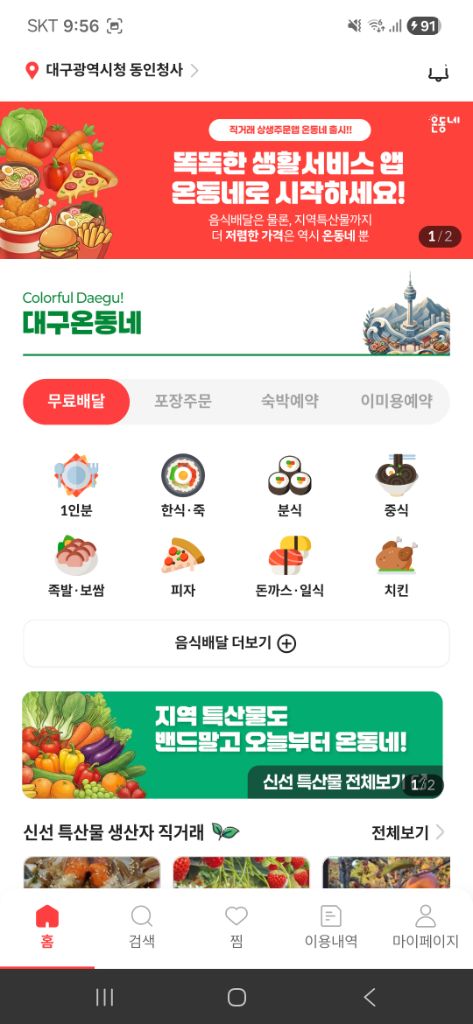 SKT 9:56
91
대구광역시청 동인청사
직거래 상생주문앱 온동네 출시!!
온동네
똑똑한 생활서비스 앱
온동네로 시작하세요!
음식배달은 물론, 지역특산물까지
더 저렴한 가격은 역시 온동네 뿐
1/2
Colorful Daegu!
대구온동네
무료배달 포장주문 숙박예약 이미용예약
1인분 한식·죽 분식 중식
족발·보쌈 피자 돈까스·일식 치킨
음식배달 더보기
지역 특산물도
밴드말고 오늘부터 온동네!
신선 특산물 전체보기
1/2
신선 특산물 생산자 직거래 전체보기
홈 검색 찜 이용내역 마이페이지